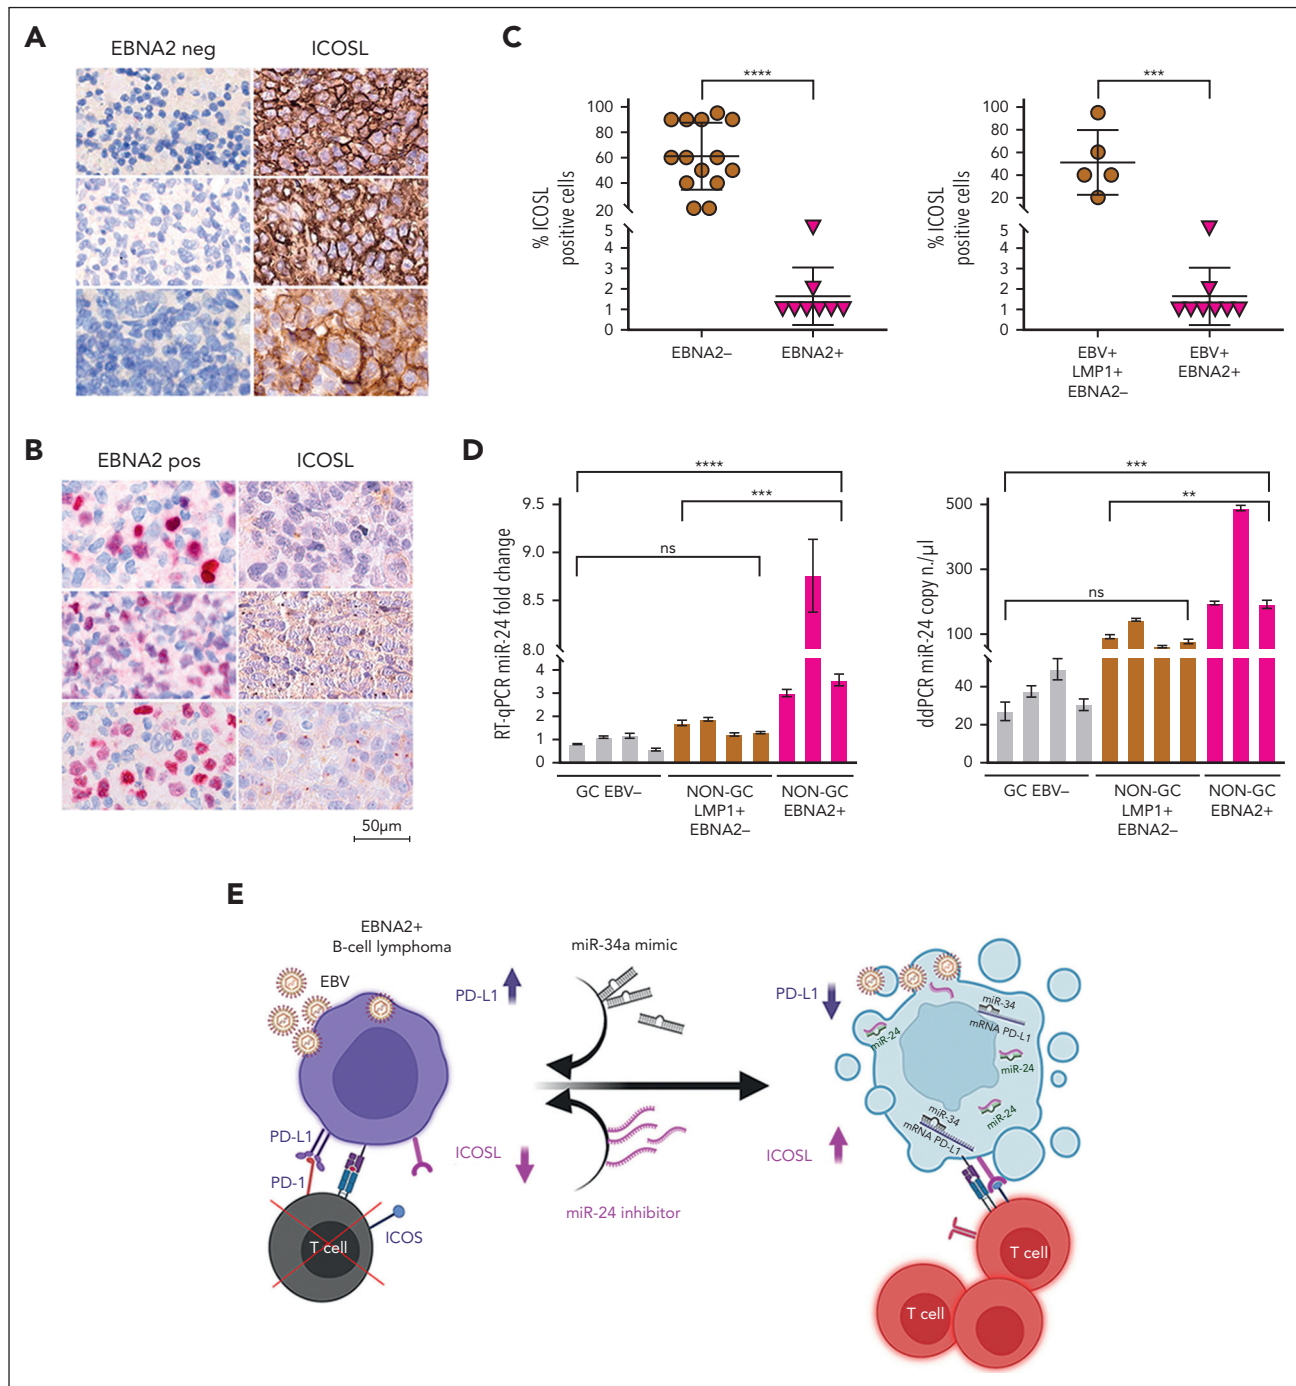 A
EBNA2 neg
ICOSL
B
EBNA2 pos
ICOSL
50µm
C
% ICOSL
positive cells
100
80
60
40
20
5
4
3
2
1
0
****
EBNA2–
EBNA2+
% ICOSL
positive cells
100
80
60
40
20
5
4
3
2
1
0
***
EBV+
LMP1+
EBNA2–
EBV+
EBNA2+
D
RT-qPCR miR-24 fold change
9.5
9.0
8.5
8.0
4
3
2
1
0
****
***
ns
GC EBV–
NON-GC
LMP1+
EBNA2–
NON-GC
EBNA2+
ddPCR miR-24 copy n./µl
500
300
100
40
20
0
***
**
ns
GC EBV–
NON-GC
LMP1+
EBNA2–
NON-GC
EBNA2+
E
EBNA2+
B-cell lymphoma
EBV
PD-L1
PD-L1
PD-1
T cell
ICOS
ICOSL
miR-34a mimic
miR-24 inhibitor
PD-L1
ICOSL
miR-34
mRNA PD-L1
miR-24
miR-24
miR-24
miR-34
mRNA PD-L1
T cell
T cell